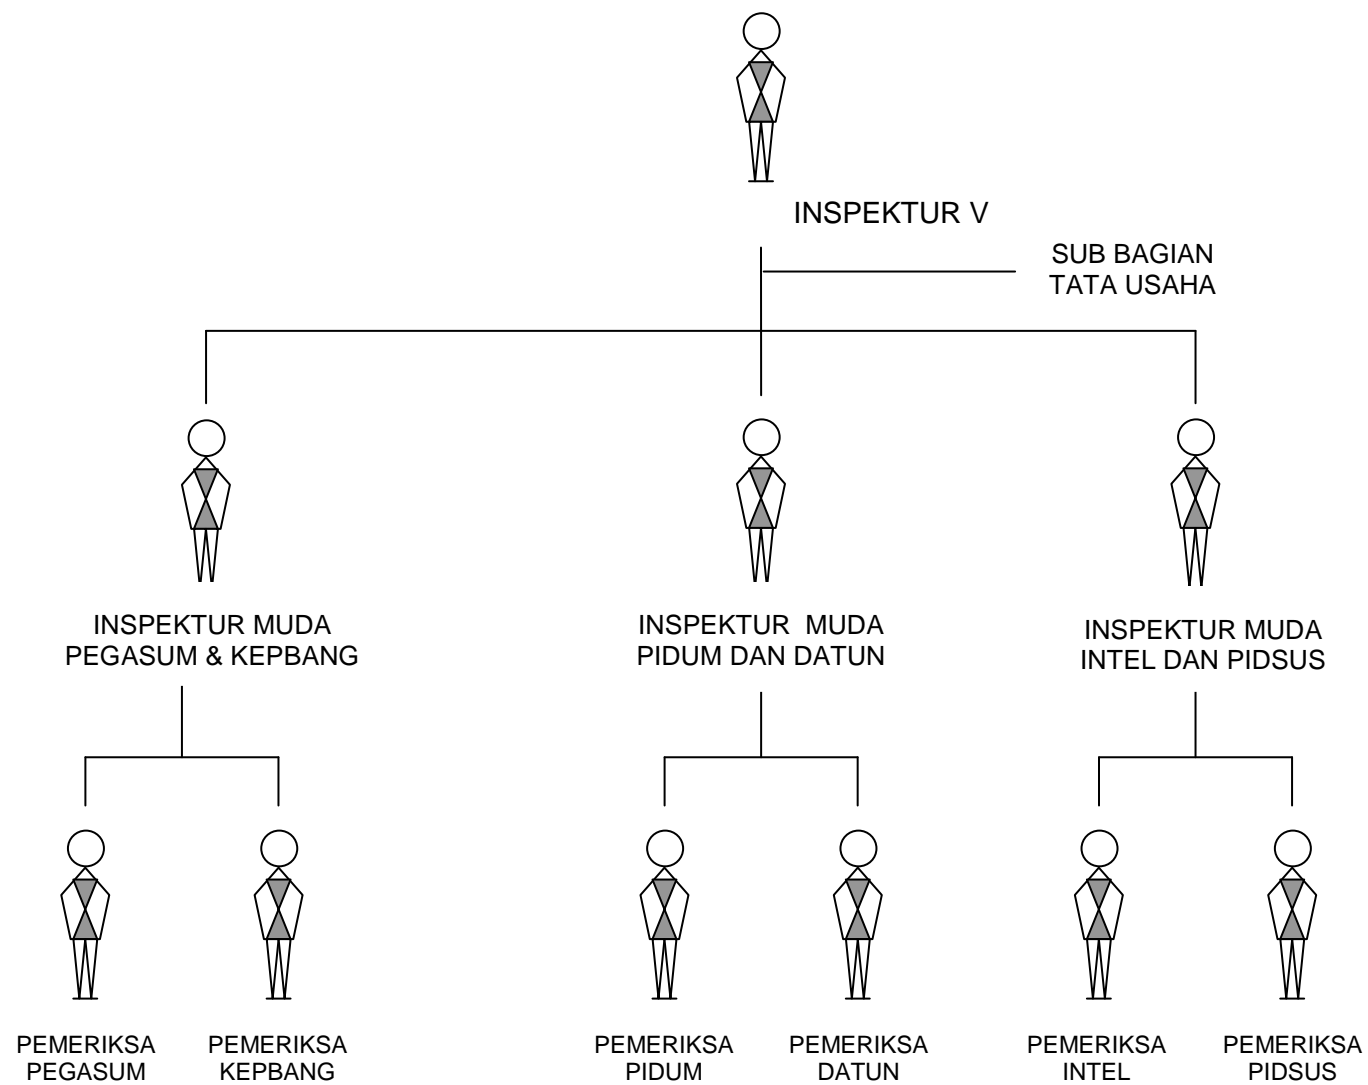 INSPEKTUR V
SUB BAGIAN
TATA USAHA
INSPEKTUR MUDA
PEGASUM & KEPBANG
INSPEKTUR  MUDA
PIDUM DAN DATUN
INSPEKTUR MUDA
INTEL DAN PIDSUS
PEMERIKSA
PEGASUM
PEMERIKSA
KEPBANG
PEMERIKSA
PIDUM
PEMERIKSA
DATUN
PEMERIKSA
INTEL
PEMERIKSA
PIDSUS